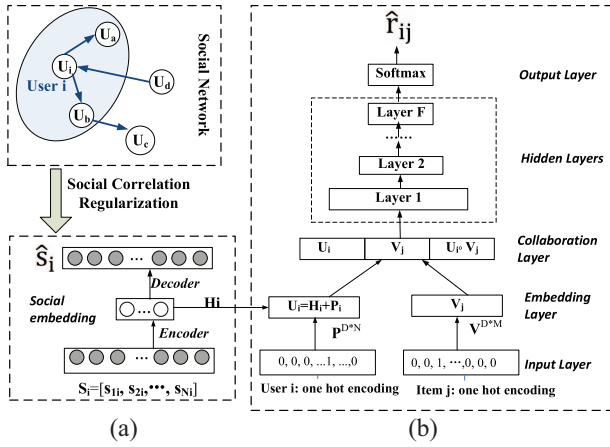 U_a
U_i
User i
U_d
U_b
U_c
Social Network
Social Correlation
Regularization
ŝ_i
Decoder
Social
embedding
Hi
Encoder
S_i=[s_1i, s_2i,•••, s_Ni]
(a)
r̂_ij
Softmax
Output Layer
Layer F
......
Layer 2
Hidden Layers
Layer 1
U_i
V_j
U_i∘ V_j
Collaboration
Layer
U_i=H_i+P_i
V_j
Embedding
Layer
P^D*N
V^D*M
0, 0, 0, ...1, ...,0
0, 0, 1, ···,0, 0, 0
Input Layer
User i: one hot encoding
Item j: one hot encoding
(b)